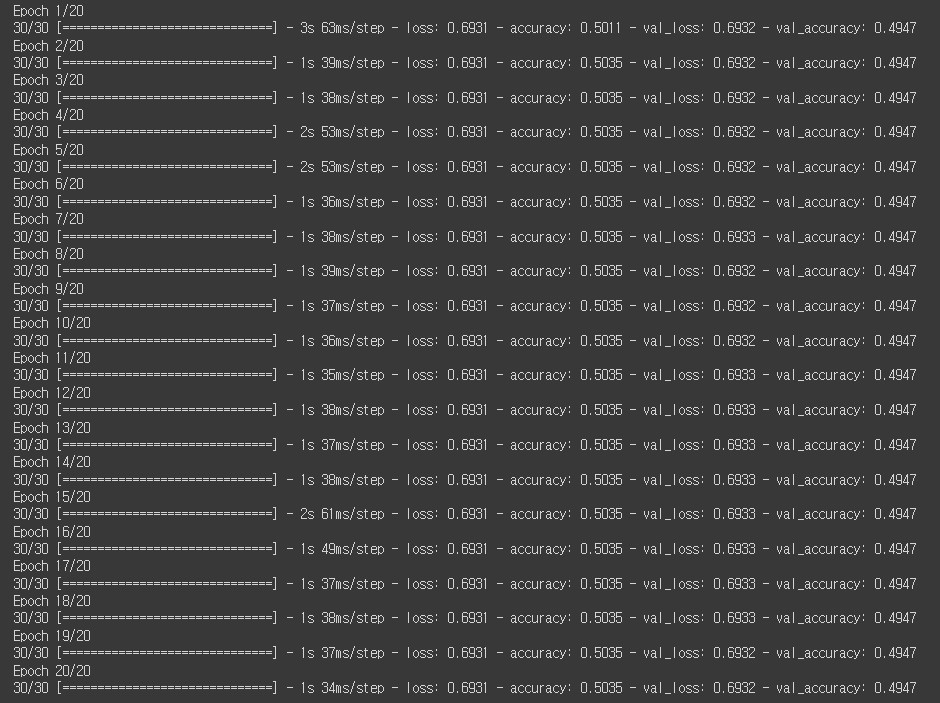 Epoch 1/20
30/30 [==============================] - 3s 63ms/step - loss: 0.6931 - accuracy: 0.5011 - val_loss: 0.6932 - val_accuracy: 0.4947
Epoch 2/20
30/30 [==============================] - 1s 39ms/step - loss: 0.6931 - accuracy: 0.5035 - val_loss: 0.6932 - val_accuracy: 0.4947
Epoch 3/20
30/30 [==============================] - 1s 38ms/step - loss: 0.6931 - accuracy: 0.5035 - val_loss: 0.6932 - val_accuracy: 0.4947
Epoch 4/20
30/30 [==============================] - 2s 53ms/step - loss: 0.6931 - accuracy: 0.5035 - val_loss: 0.6932 - val_accuracy: 0.4947
Epoch 5/20
30/30 [==============================] - 2s 53ms/step - loss: 0.6931 - accuracy: 0.5035 - val_loss: 0.6932 - val_accuracy: 0.4947
Epoch 6/20
30/30 [==============================] - 1s 36ms/step - loss: 0.6931 - accuracy: 0.5035 - val_loss: 0.6932 - val_accuracy: 0.4947
Epoch 7/20
30/30 [==============================] - 1s 38ms/step - loss: 0.6931 - accuracy: 0.5035 - val_loss: 0.6933 - val_accuracy: 0.4947
Epoch 8/20
30/30 [==============================] - 1s 39ms/step - loss: 0.6931 - accuracy: 0.5035 - val_loss: 0.6932 - val_accuracy: 0.4947
Epoch 9/20
30/30 [==============================] - 1s 37ms/step - loss: 0.6931 - accuracy: 0.5035 - val_loss: 0.6932 - val_accuracy: 0.4947
Epoch 10/20
30/30 [==============================] - 1s 36ms/step - loss: 0.6931 - accuracy: 0.5035 - val_loss: 0.6932 - val_accuracy: 0.4947
Epoch 11/20
30/30 [==============================] - 1s 35ms/step - loss: 0.6931 - accuracy: 0.5035 - val_loss: 0.6933 - val_accuracy: 0.4947
Epoch 12/20
30/30 [==============================] - 1s 38ms/step - loss: 0.6931 - accuracy: 0.5035 - val_loss: 0.6933 - val_accuracy: 0.4947
Epoch 13/20
30/30 [==============================] - 1s 37ms/step - loss: 0.6931 - accuracy: 0.5035 - val_loss: 0.6933 - val_accuracy: 0.4947
Epoch 14/20
30/30 [==============================] - 1s 38ms/step - loss: 0.6931 - accuracy: 0.5035 - val_loss: 0.6933 - val_accuracy: 0.4947
Epoch 15/20
30/30 [==============================] - 2s 61ms/step - loss: 0.6931 - accuracy: 0.5035 - val_loss: 0.6933 - val_accuracy: 0.4947
Epoch 16/20
30/30 [==============================] - 1s 49ms/step - loss: 0.6931 - accuracy: 0.5035 - val_loss: 0.6933 - val_accuracy: 0.4947
Epoch 17/20
30/30 [==============================] - 1s 37ms/step - loss: 0.6931 - accuracy: 0.5035 - val_loss: 0.6933 - val_accuracy: 0.4947
Epoch 18/20
30/30 [==============================] - 1s 38ms/step - loss: 0.6931 - accuracy: 0.5035 - val_loss: 0.6933 - val_accuracy: 0.4947
Epoch 19/20
30/30 [==============================] - 1s 37ms/step - loss: 0.6931 - accuracy: 0.5035 - val_loss: 0.6932 - val_accuracy: 0.4947
Epoch 20/20
30/30 [==============================] - 1s 34ms/step - loss: 0.6931 - accuracy: 0.5035 - val_loss: 0.6932 - val_accuracy: 0.4947